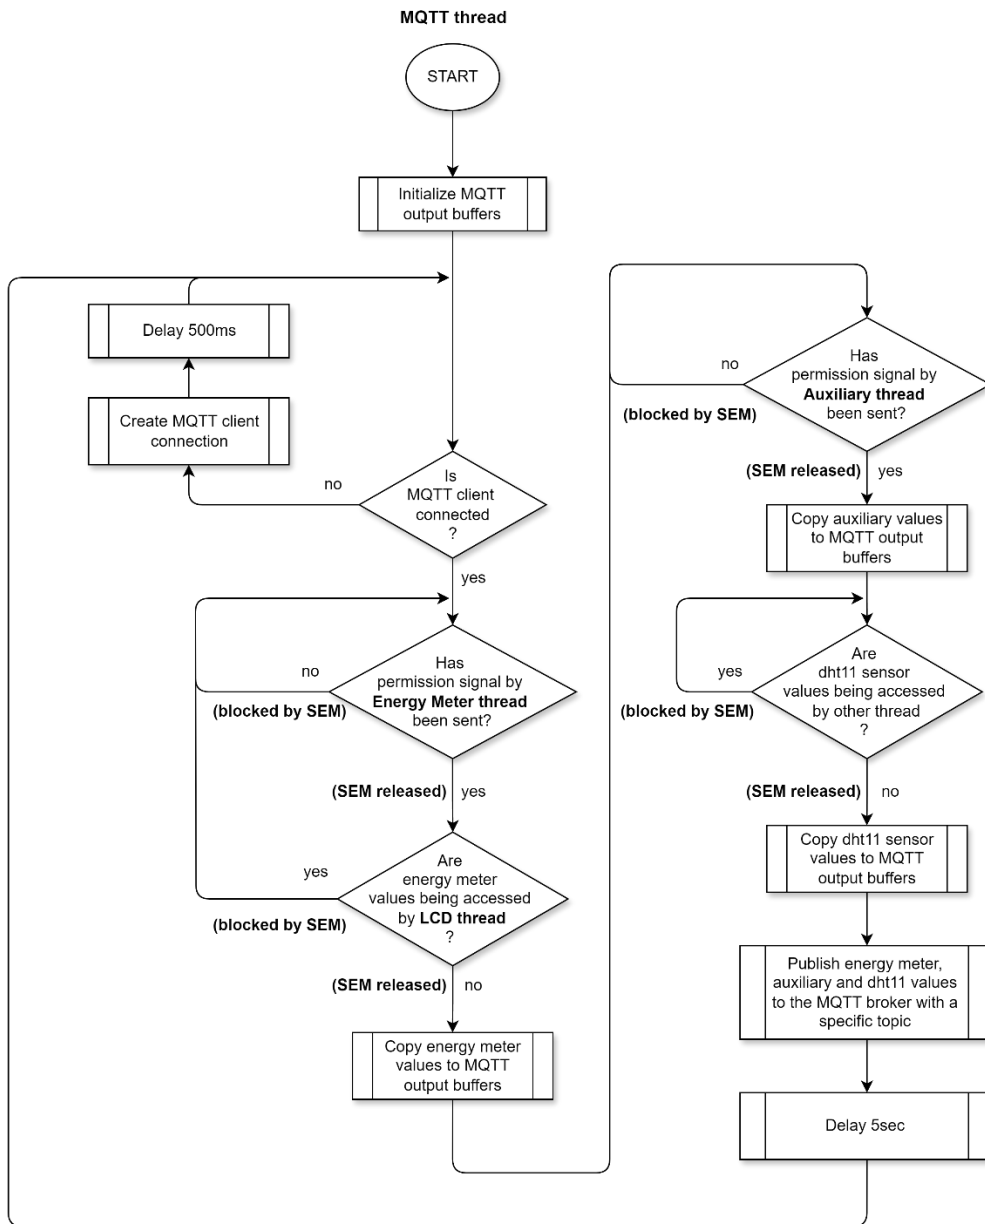 MQTT thread
START
Initialize MQTT
output buffers
Delay 500ms
Create MQTT client
connection
no
Is
MQTT client
connected
?
yes
no
(blocked by SEM)
Has
permission signal by
Energy Meter thread
been sent?
(SEM released) yes
yes
(blocked by SEM)
Are
energy meter
values being accessed
by LCD thread
?
(SEM released) no
Copy energy meter
values to MQTT
output buffers
no
(blocked by SEM)
Has
permission signal by
Auxiliary thread
been sent?
(SEM released) yes
Copy auxiliary values
to MQTT output
buffers
yes
(blocked by SEM)
Are
dht11 sensor
values being accessed
by other thread
?
(SEM released) no
Copy dht11 sensor
values to MQTT
output buffers
Publish energy meter,
auxiliary and dht11 values
to the MQTT broker with a
specific topic
Delay 5sec